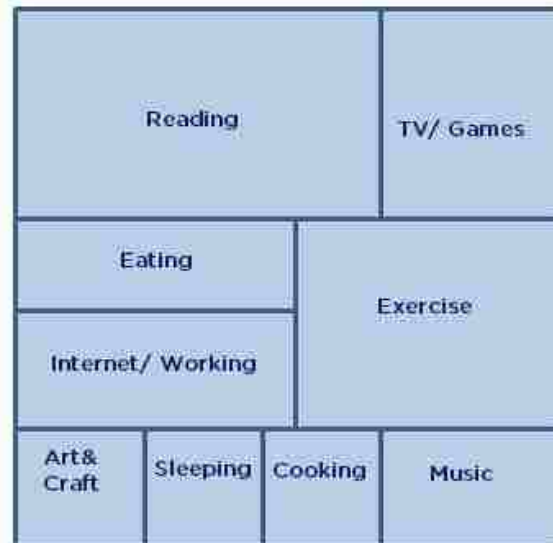 Reading
TV/ Games
Eating
Exercise
Internet/ Working
Art&
Craft
Sleeping
Cooking
Music